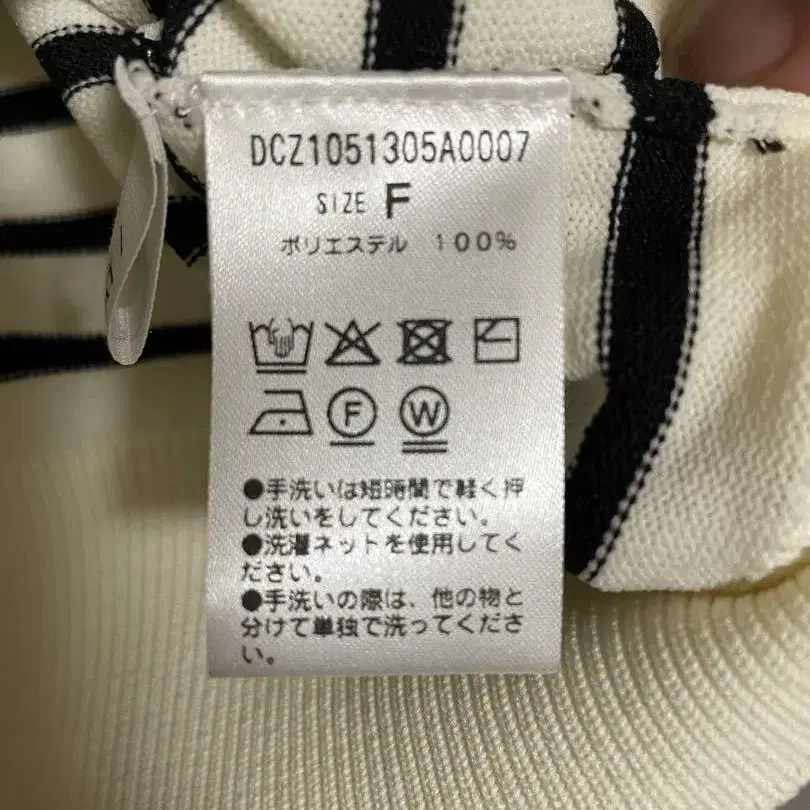 DCZ1051305A0007
SIZE F
ポリエステル 100%
F W
●手洗いは短時間で軽く押
し洗いをしてください。
●洗濯ネットを使用してく
ださい。
●手洗いの際は、他の物と
分けて単独で洗ってくださ
い。